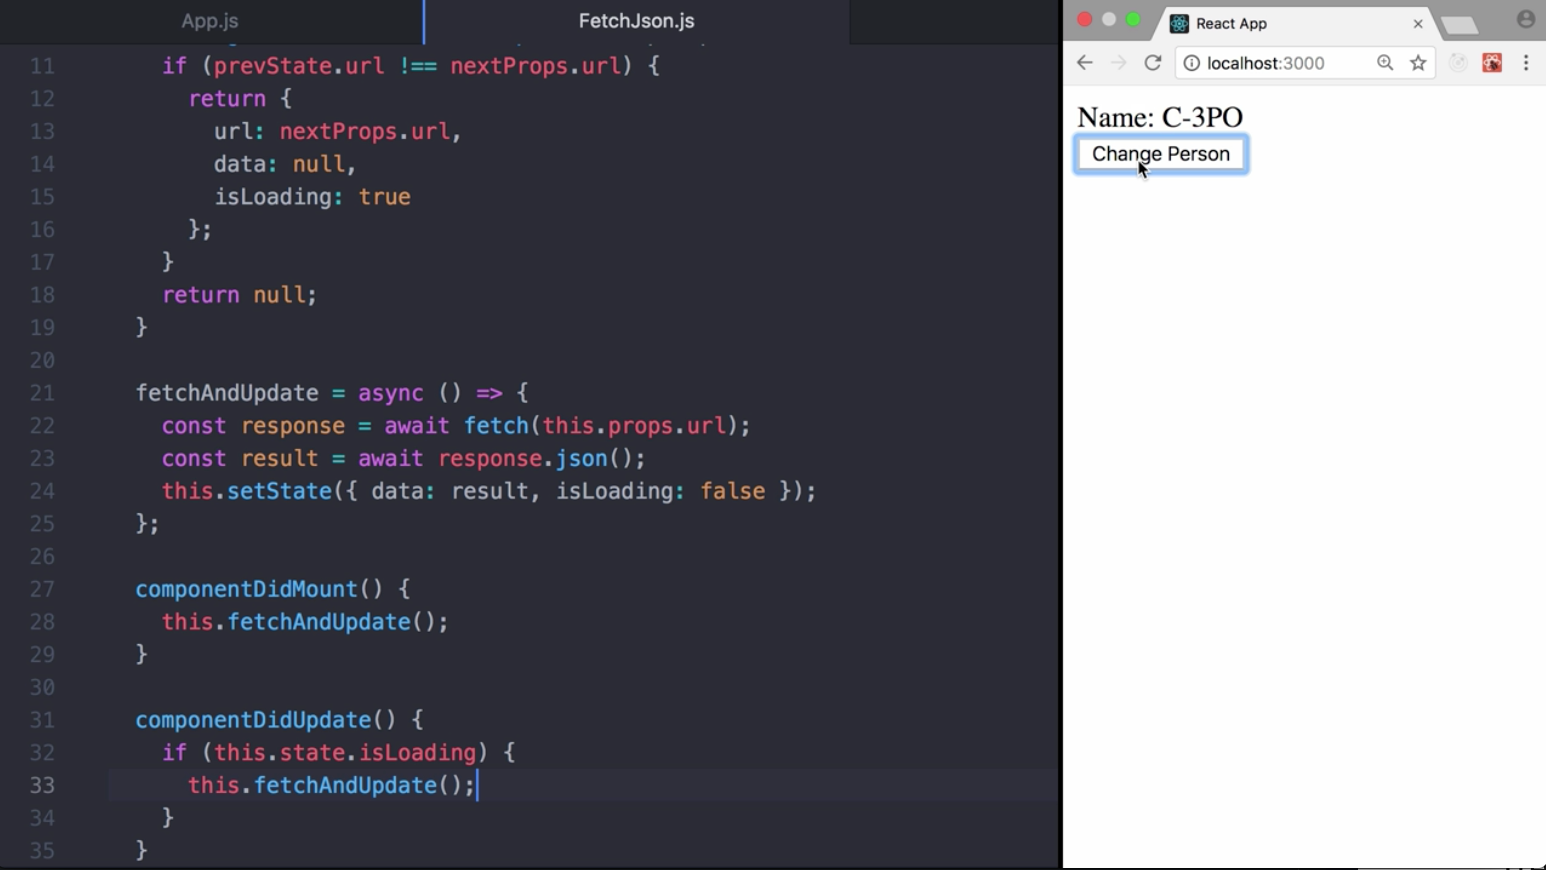 App.js
FetchJson.js
11 if (prevState.url !== nextProps.url) {
12 return {
13 url: nextProps.url,
14 data: null,
15 isLoading: true
16 };
17 }
18 return null;
19 }
20
21 fetchAndUpdate = async () => {
22 const response = await fetch(this.props.url);
23 const result = await response.json();
24 this.setState({ data: result, isLoading: false });
25 };
26
27 componentDidMount() {
28 this.fetchAndUpdate();
29 }
30
31 componentDidUpdate() {
32 if (this.state.isLoading) {
33 this.fetchAndUpdate();
34 }
35 }
React App
localhost:3000
Name: C-3PO
Change Person